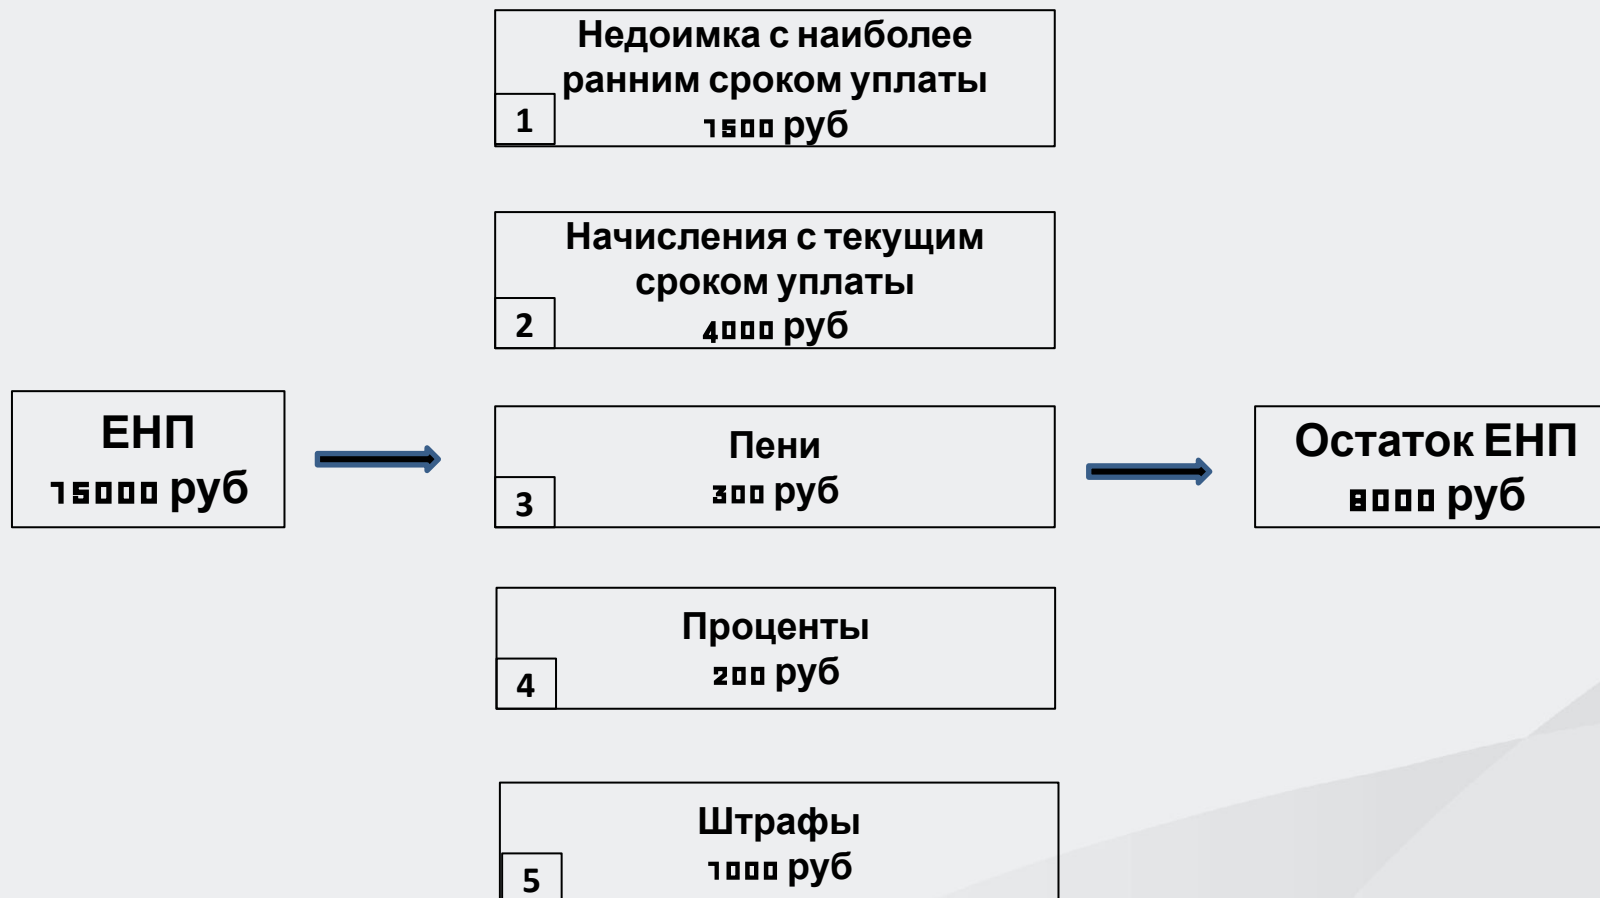 Недоимка с наиболее
ранним сроком уплаты
1500 руб
1
Начисления с текущим
сроком уплаты
4000 руб
2
ЕНП
15000 руб
Пени
300 руб
3
Остаток ЕНП
8000 руб
Проценты
200 руб
4
Штрафы
1000 руб
5